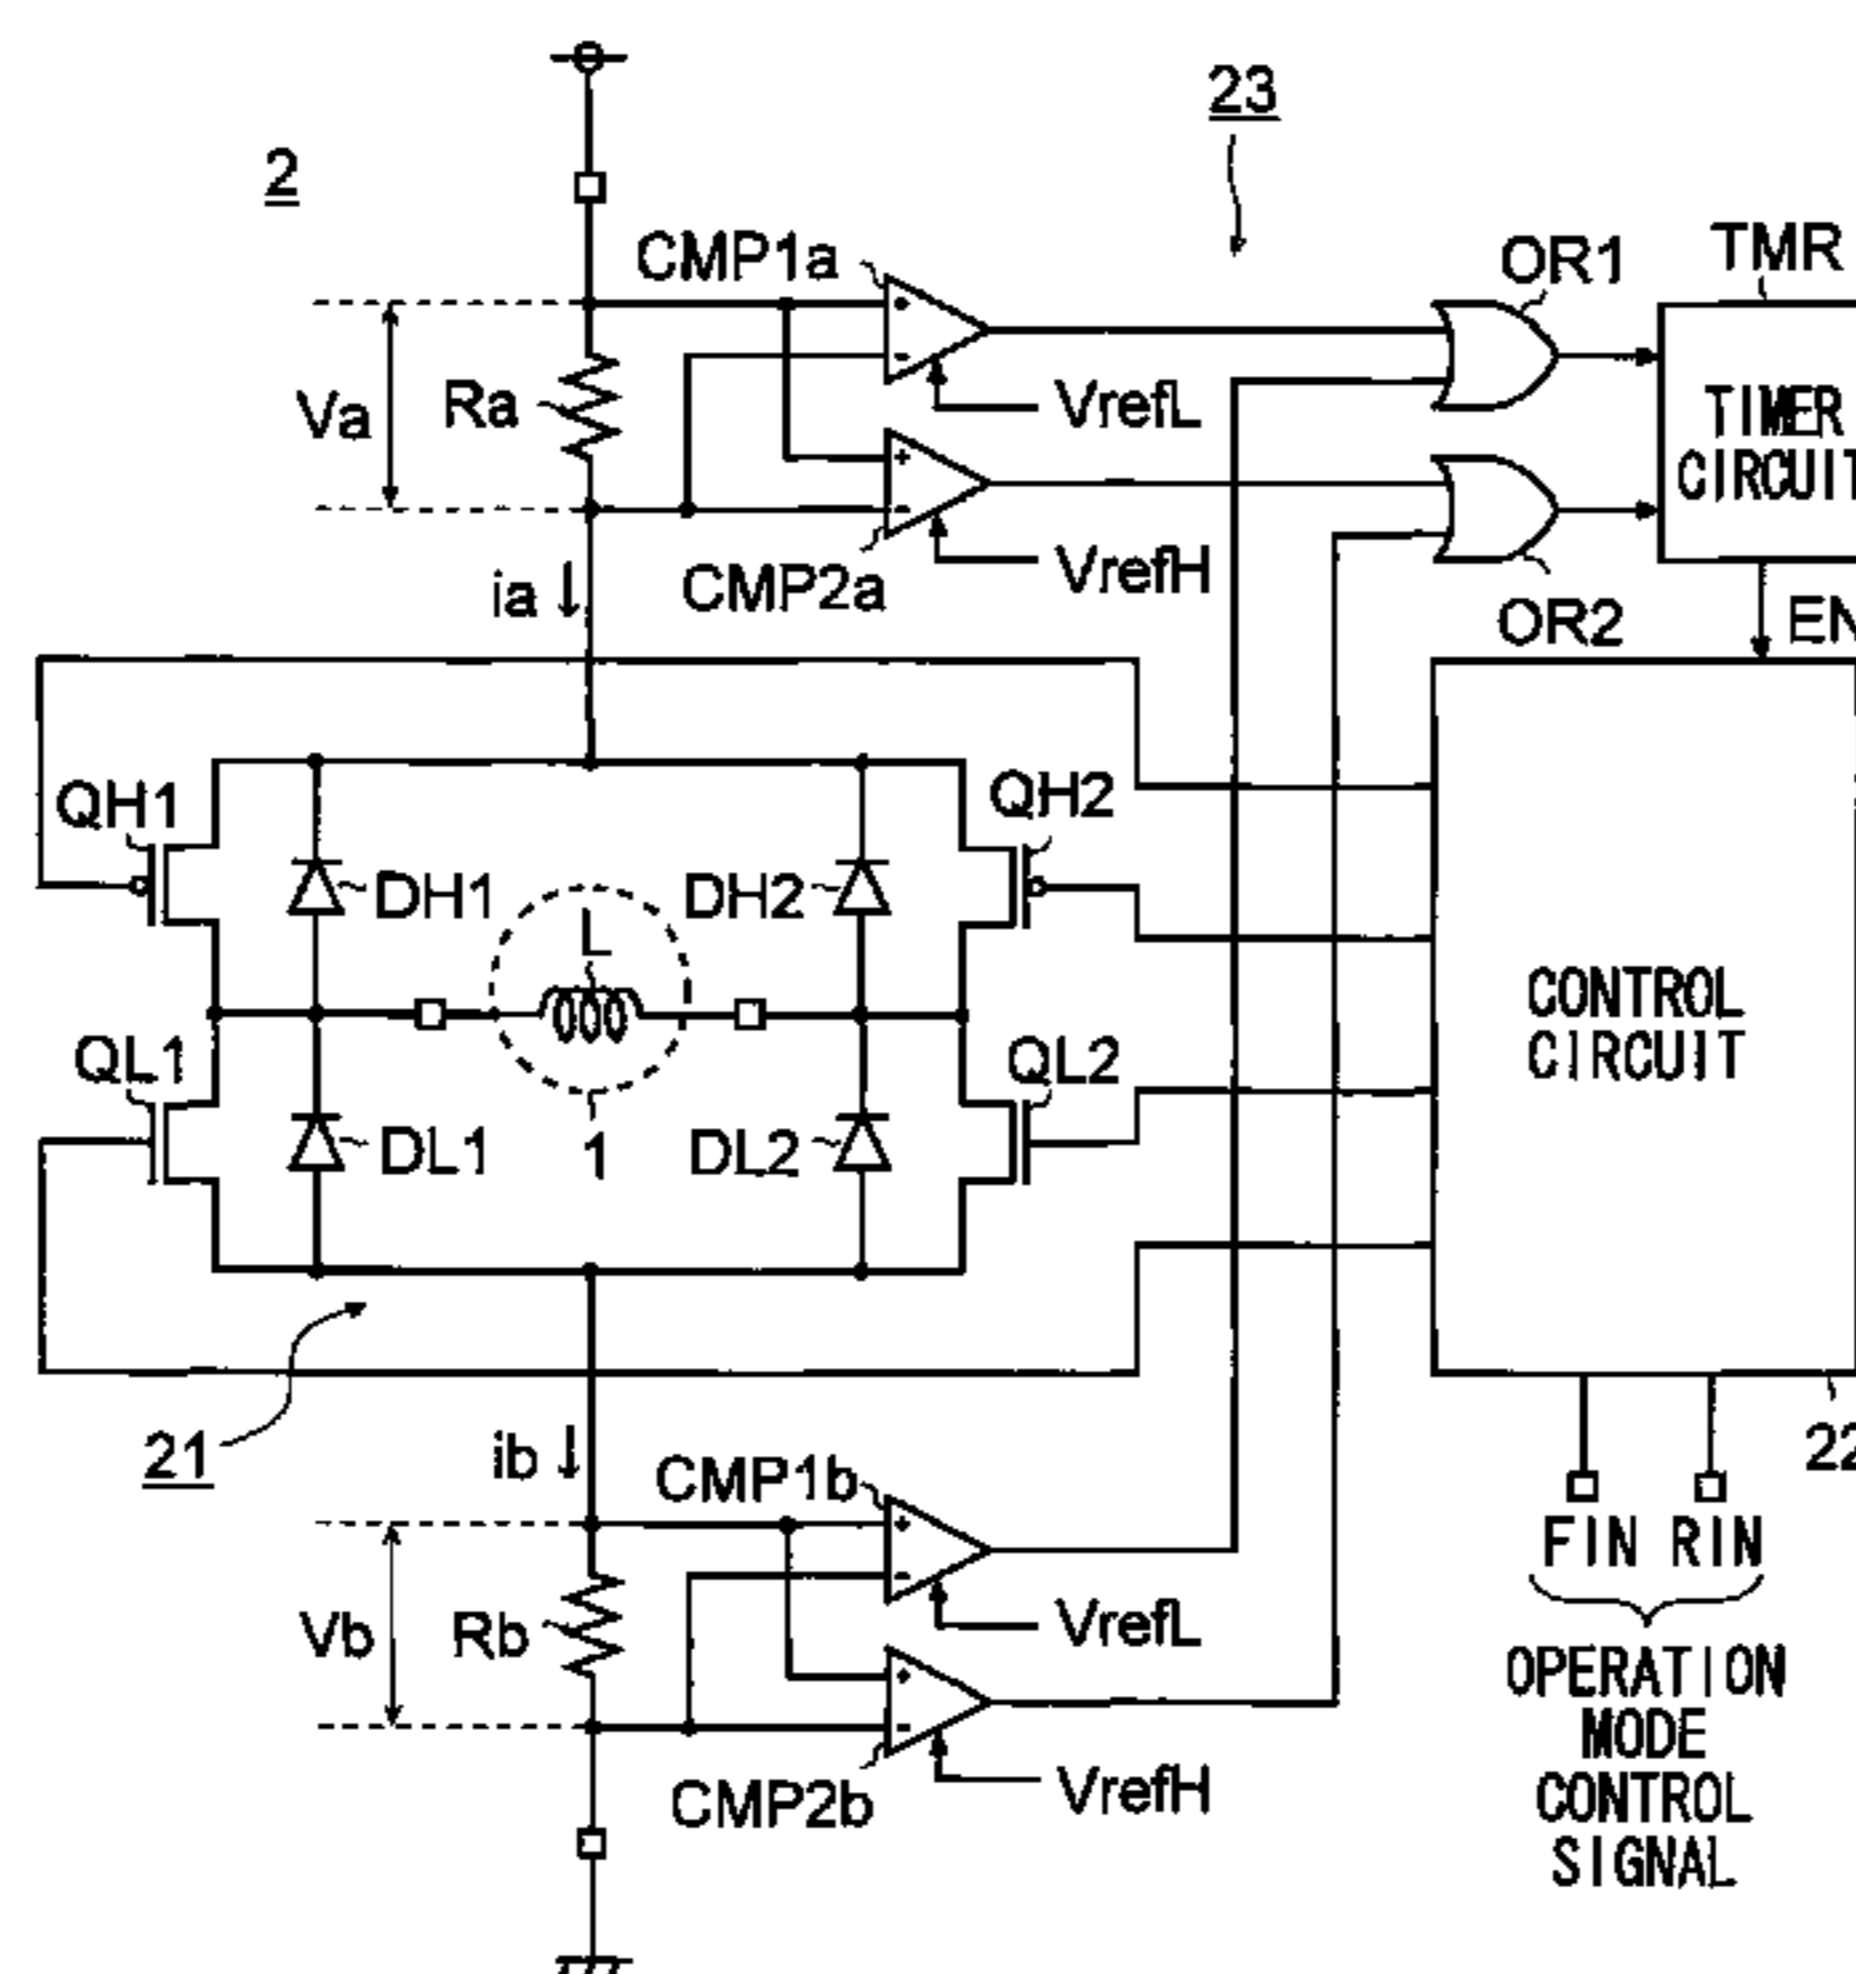 2
23
CMP1a
OR1
TMR
Va
Ra
VrefL
TIMER
CIRCUIT
ia
CMP2a
VrefH
OR2
EN
QH1
QH2
DH1
DH2
L
CONTROL
CIRCUIT
QL1
QL2
DL1
1
DL2
21
ib
CMP1b
22
FIN RIN
Vb
Rb
VrefL
OPERATION
MODE
CONTROL
SIGNAL
CMP2b
VrefH